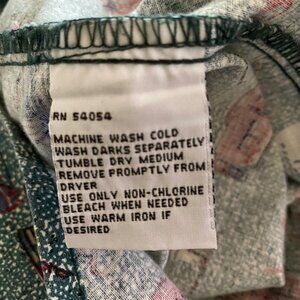 RN 54054
MACHINE WASH COLD
WASH DARKS SEPARATELY
TUMBLE DRY MEDIUM
REMOVE PROMPTLY FROM
DRYER
USE ONLY NON-CHLORINE
BLEACH WHEN NEEDED
USE WARM IRON IF
DESIRED